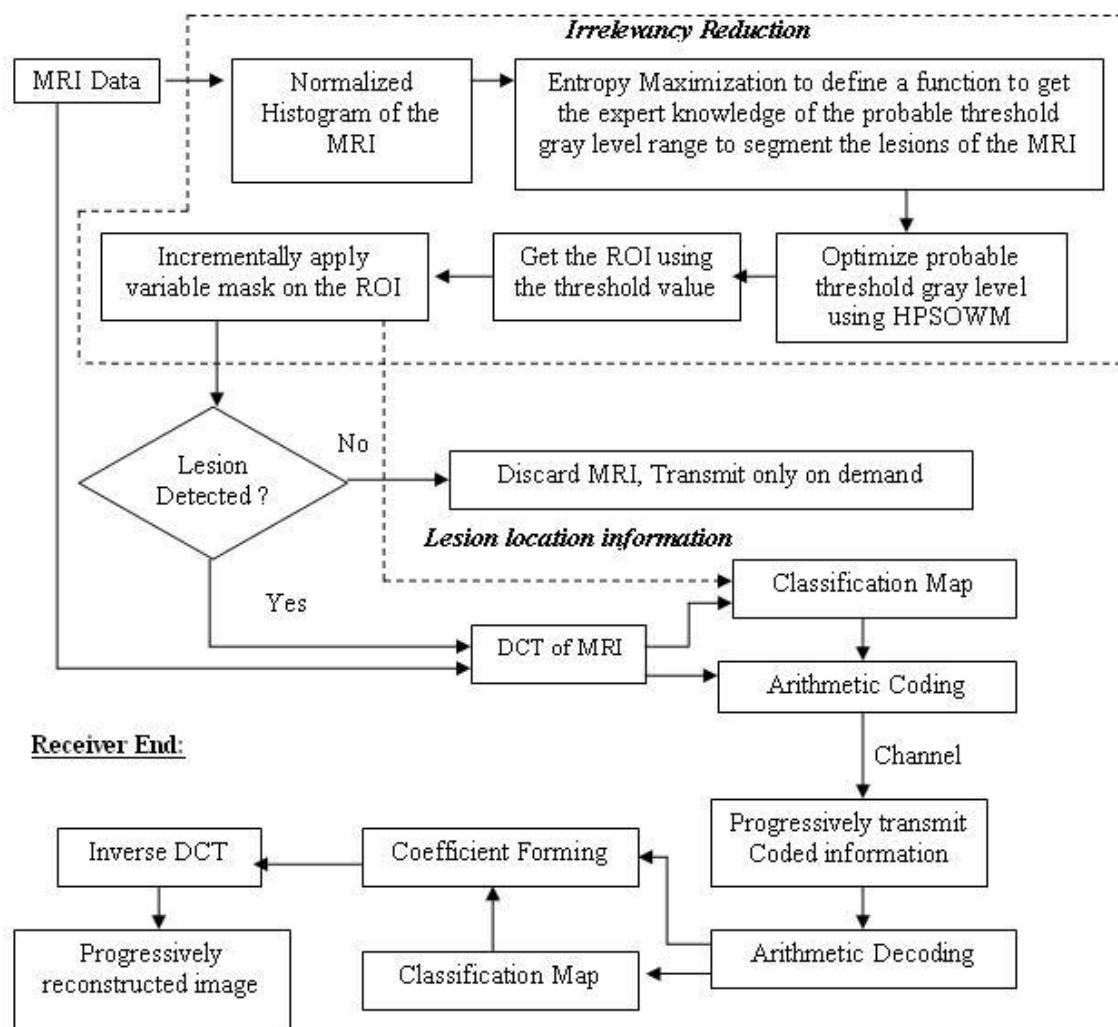 Irrelevancy Reduction
MRI Data
Normalized
Histogram of the
MRI
Entropy Maximization to define a function to get
the expert knowledge of the probable threshold
gray level range to segment the lesions of the MRI
Incrementally apply
variable mask on the ROI
Get the ROI using
the threshold value
Optimize probable
threshold gray level
using HPSOWM
Lesion
Detected ?
No
Discard MRI, Transmit only on demand
Lesion location information
Yes
Classification Map
DCT of MRI
Arithmetic Coding
Receiver End:
Channel
Progressively transmit
Coded information
Inverse DCT
Coefficient Forming
Arithmetic Decoding
Classification Map
Progressively
reconstructed image